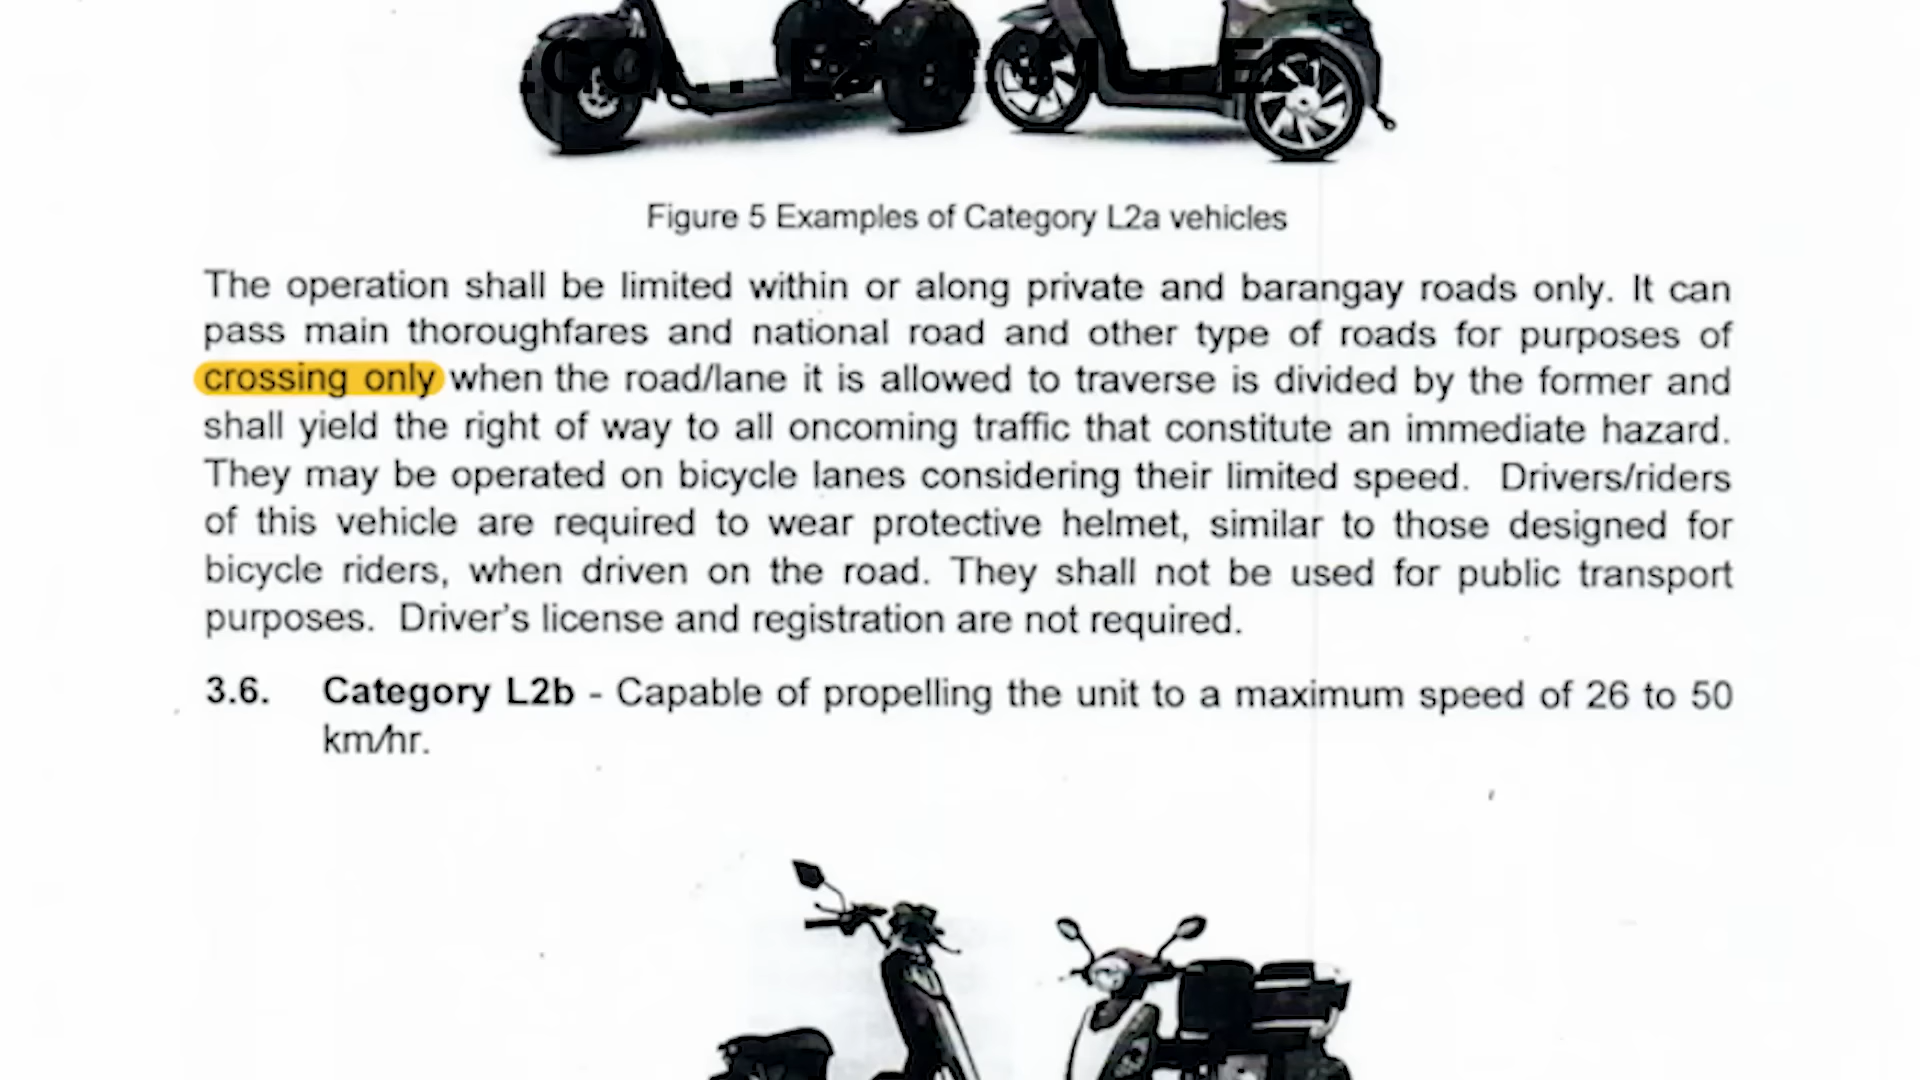 Figure 5 Examples of Category L2a vehicles
The operation shall be limited within or along private and barangay roads only. It can
pass main thoroughfares and national road and other type of roads for purposes of
crossing only when the road/lane it is allowed to traverse is divided by the former and
shall yield the right of way to all oncoming traffic that constitute an immediate hazard.
They may be operated on bicycle lanes considering their limited speed. Drivers/riders
of this vehicle are required to wear protective helmet, similar to those designed for
bicycle riders, when driven on the road. They shall not be used for public transport
purposes. Driver's license and registration are not required.
3.6. Category L2b - Capable of propelling the unit to a maximum speed of 26 to 50
km/hr.